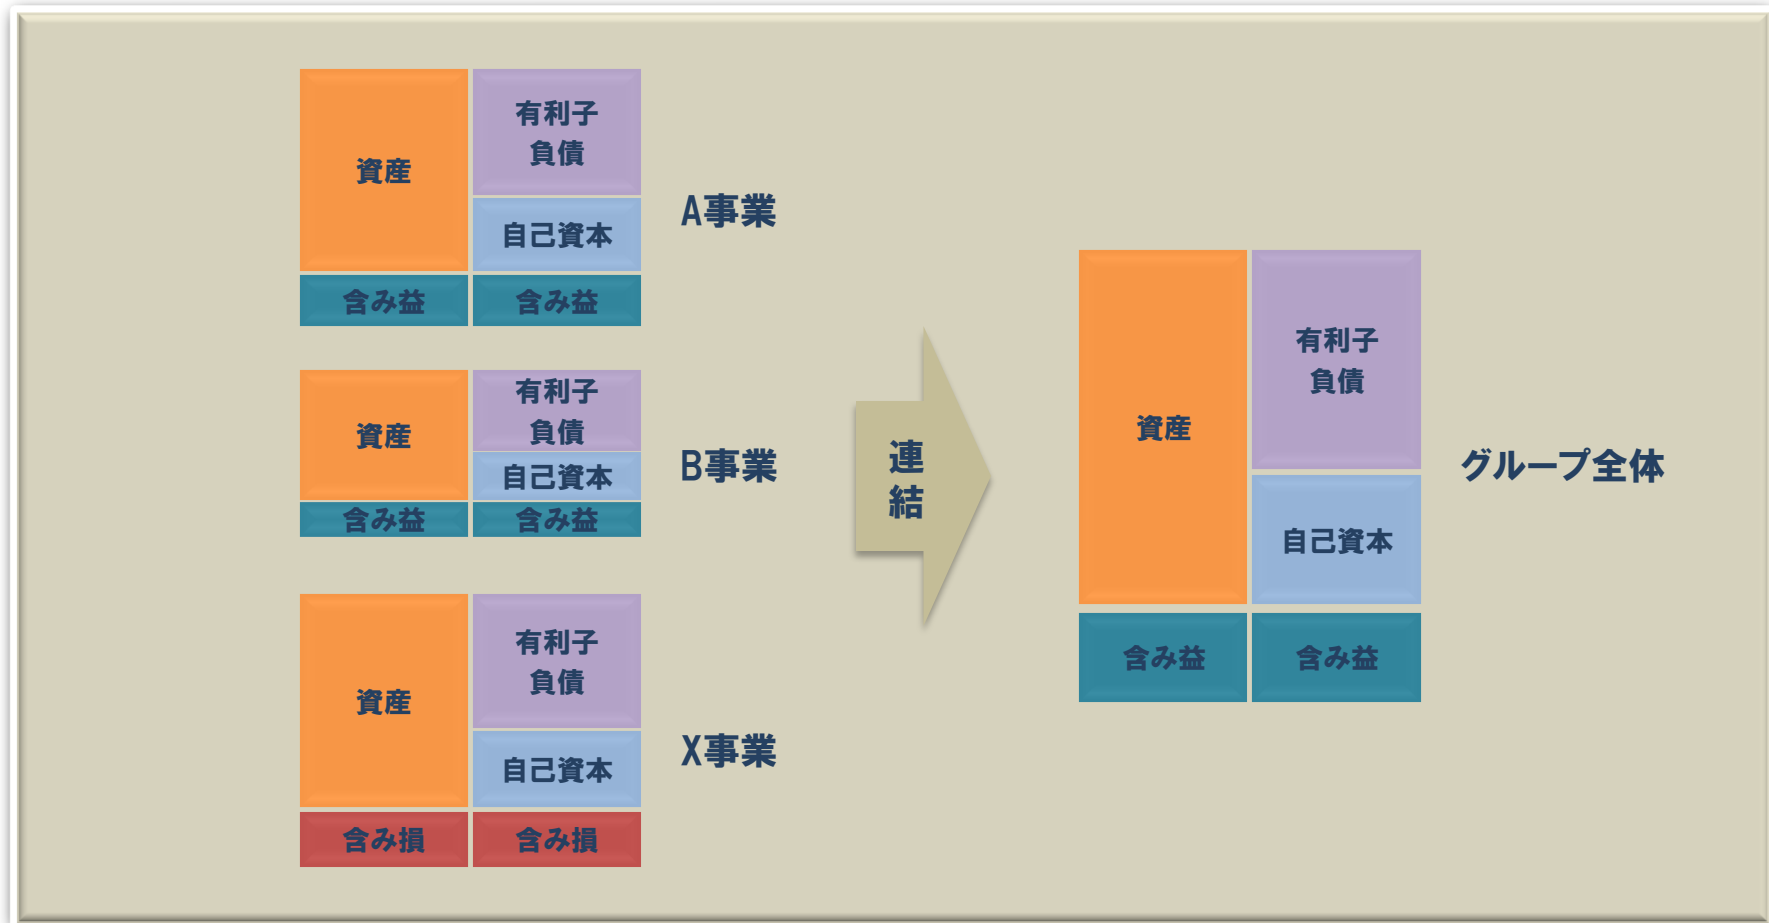 資産
有利子
負債
自己資本
含み益
含み益
A事業
資産
有利子
負債
自己資本
含み益
含み益
B事業
資産
有利子
負債
自己資本
含み損
含み損
X事業
連
結
資産
有利子
負債
自己資本
含み益
含み益
グループ全体